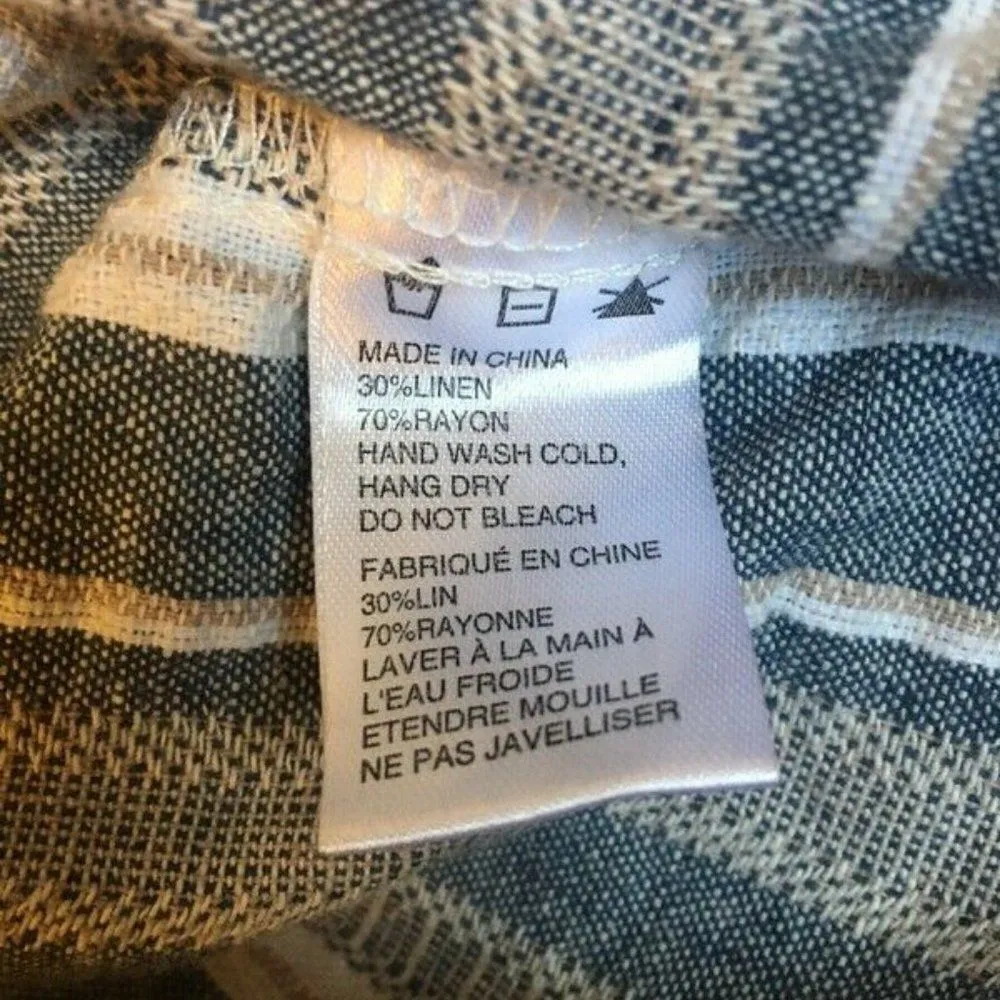 MADE IN CHINA
30%LINEN
70%RAYON
HAND WASH COLD,
HANG DRY
DO NOT BLEACH
FABRIQUÉ EN CHINE
30%LIN
70%RAYONNE
LAVER À LA MAIN À
L'EAU FROIDE
ETENDRE MOUILLE
NE PAS JAVELLISER